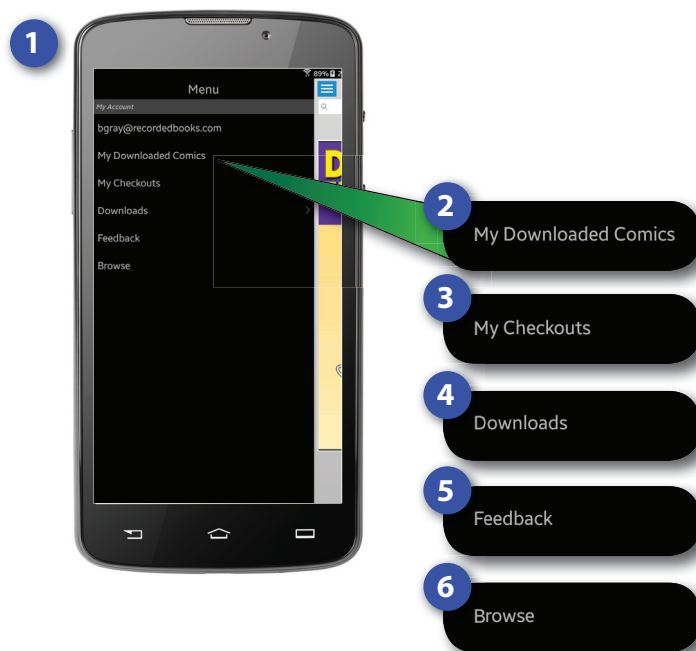 1
89% 2
Menu
My Account
bgray@recordedbooks.com
My Downloaded Comics
My Checkouts
Downloads
Feedback
Browse
D
2
My Downloaded Comics
3
My Checkouts
4
Downloads
5
Feedback
6
Browse